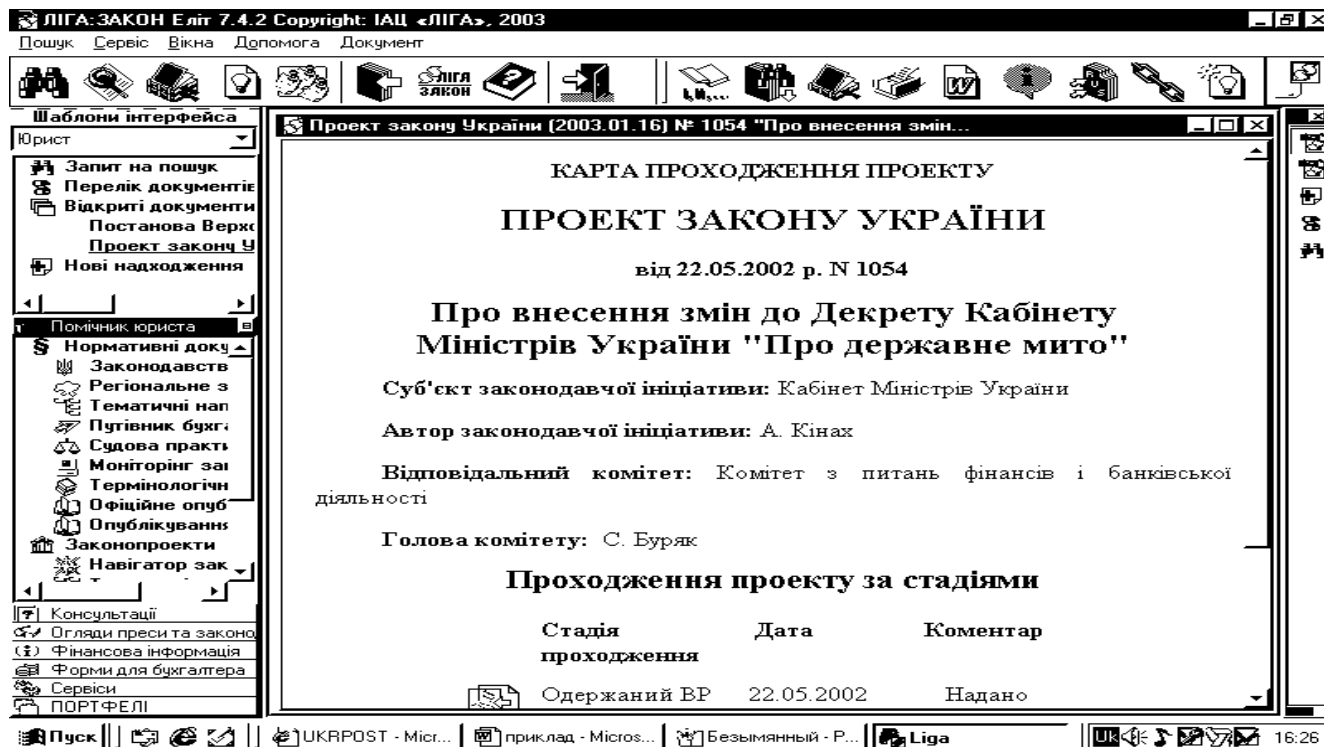 ЛІГА:ЗАКОН Еліт 7.4.2 Copyright: ІАЦ «ЛІГА», 2003
Пошук Сервіс Вікна Допомога Документ
ЛІГА
ЗАКОН
Шаблони інтерфейса
Юрист
Запит на пошук
Перелік документів
Відкриті документи
Постанова Верхо
Проект закону У
Нові надходження
Помічник юриста
Нормативні доку
Законодавств
Регіональне з
Тематичні нап
Путівник бухга
Судова практи
Моніторінг зак
Термінологічн
Офіційне опуб
Опублікування
Законопроекти
Навігатор зак
Консультації
Огляди преси та законо
Фінансова інформація
Форми для бухгалтера
Сервіси
ПОРТФЕЛІ
Проект закону України (2003.01.16) № 1054 "Про внесення змін...
КАРТА ПРОХОДЖЕННЯ ПРОЕКТУ
ПРОЕКТ ЗАКОНУ УКРАЇНИ
від 22.05.2002 р. N 1054
Про внесення змін до Декрету Кабінету
Міністрів України "Про державне мито"
Суб'єкт законодавчої ініціативи: Кабінет Міністрів України
Автор законодавчої ініціативи: А. Кінах
Відповідальний комітет: Комітет з питань фінансів і банківської
діяльності
Голова комітету: С. Буряк
Проходження проекту за стадіями
Стадія Дата Коментар
проходження
Одержаний ВР 22.05.2002 Надано
Пуск UKRPOST - Micr... приклад - Micros... Безымянный - Р... Liga UK 16:26